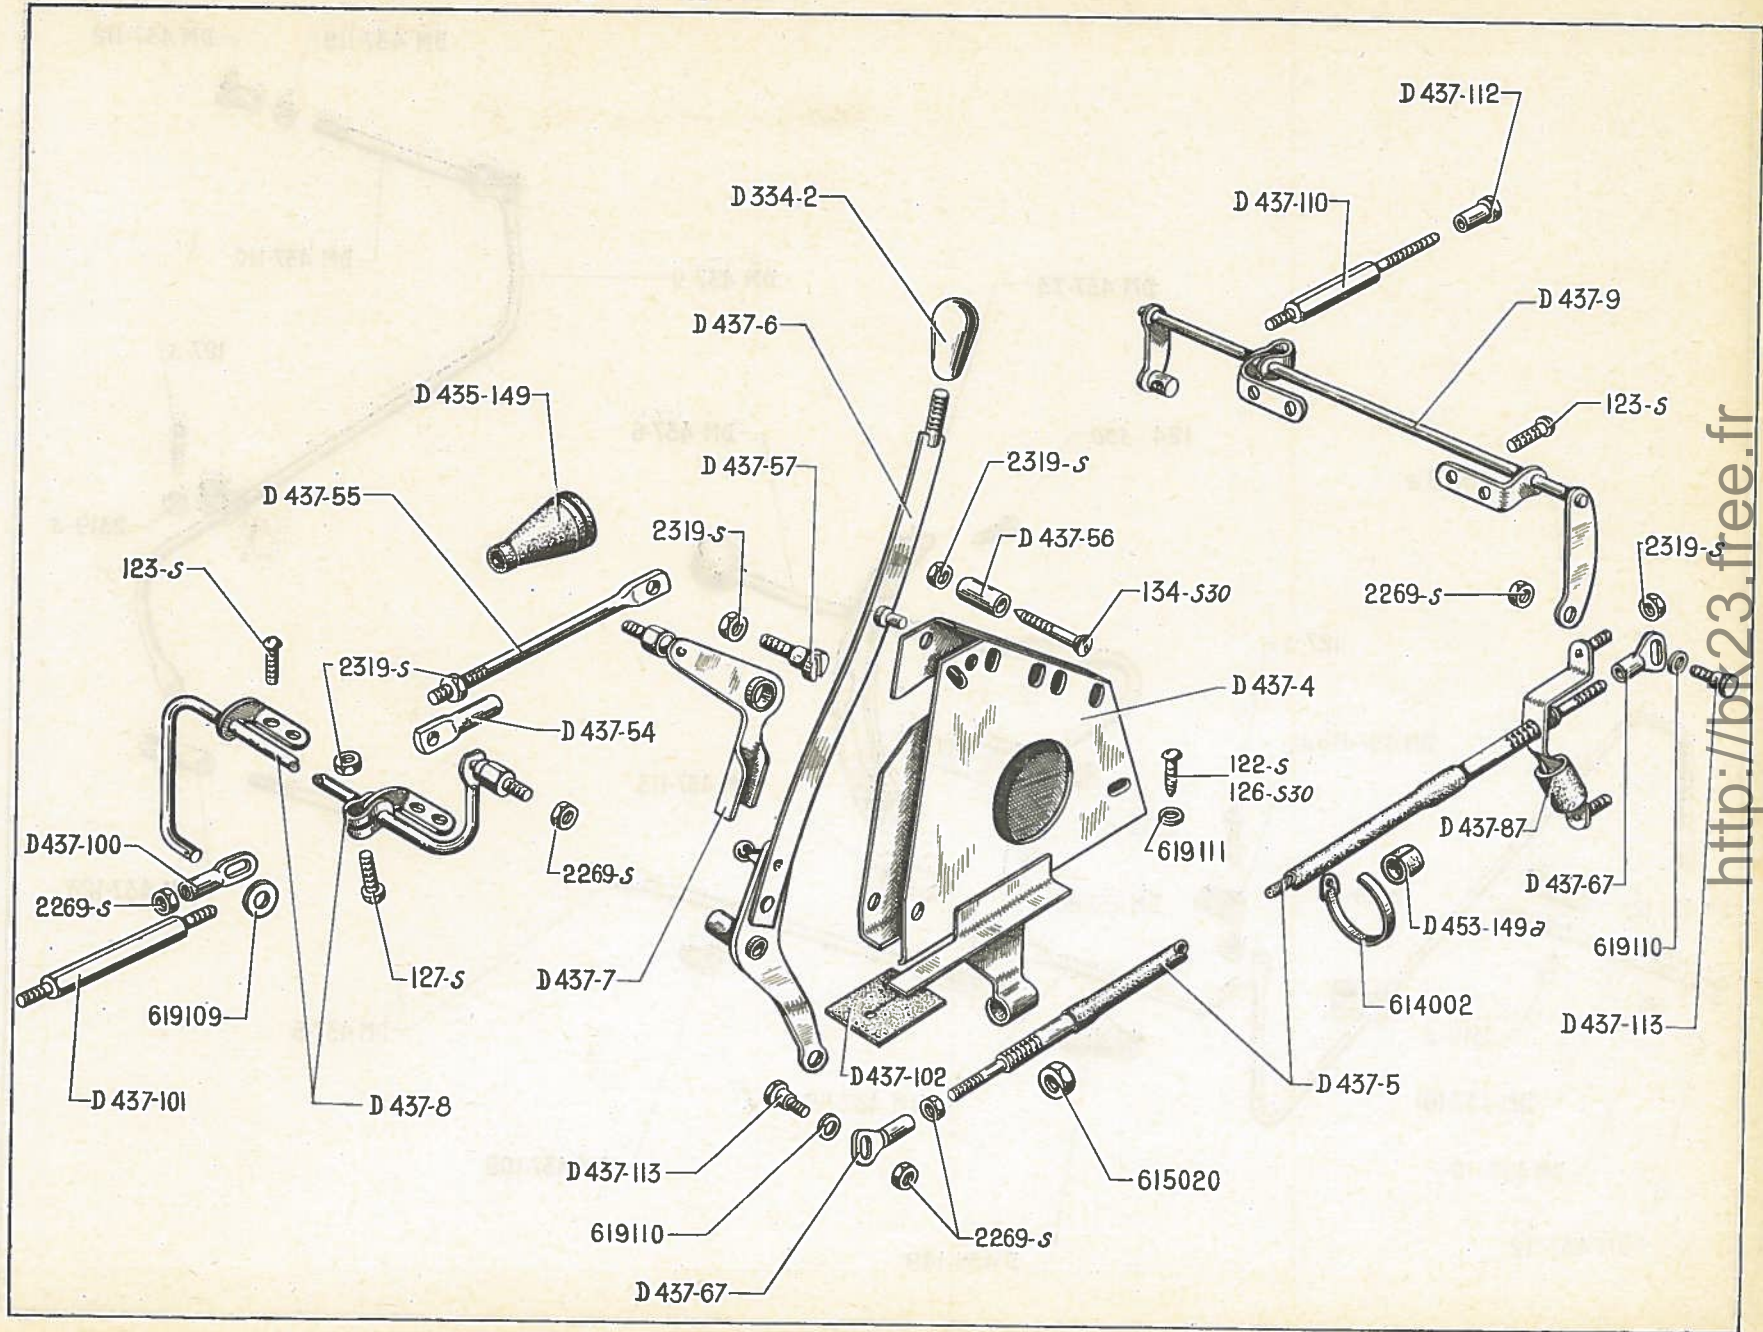 D 437-112
D 334-2
D 437-110
D 437-9
D 437-6
D 435-149
123-S
D 437-57
2319-S
D 437-55
2319-S
D 437-56
2319-S
123-S
134-S30
2269-S
2319-S
D 437-4
D 437-54
122-S
126-S30
D 437-87
D 437-100
619111
2269-S
D 437-67
2269-S
D 453-149a
619110
127-S
D 437-7
614002
619109
D 437-113
D 437-102
D 437-5
D 437-101
D 437-8
D 437-113
615020
619110
2269-S
D 437-67
http://bk23.free.fr